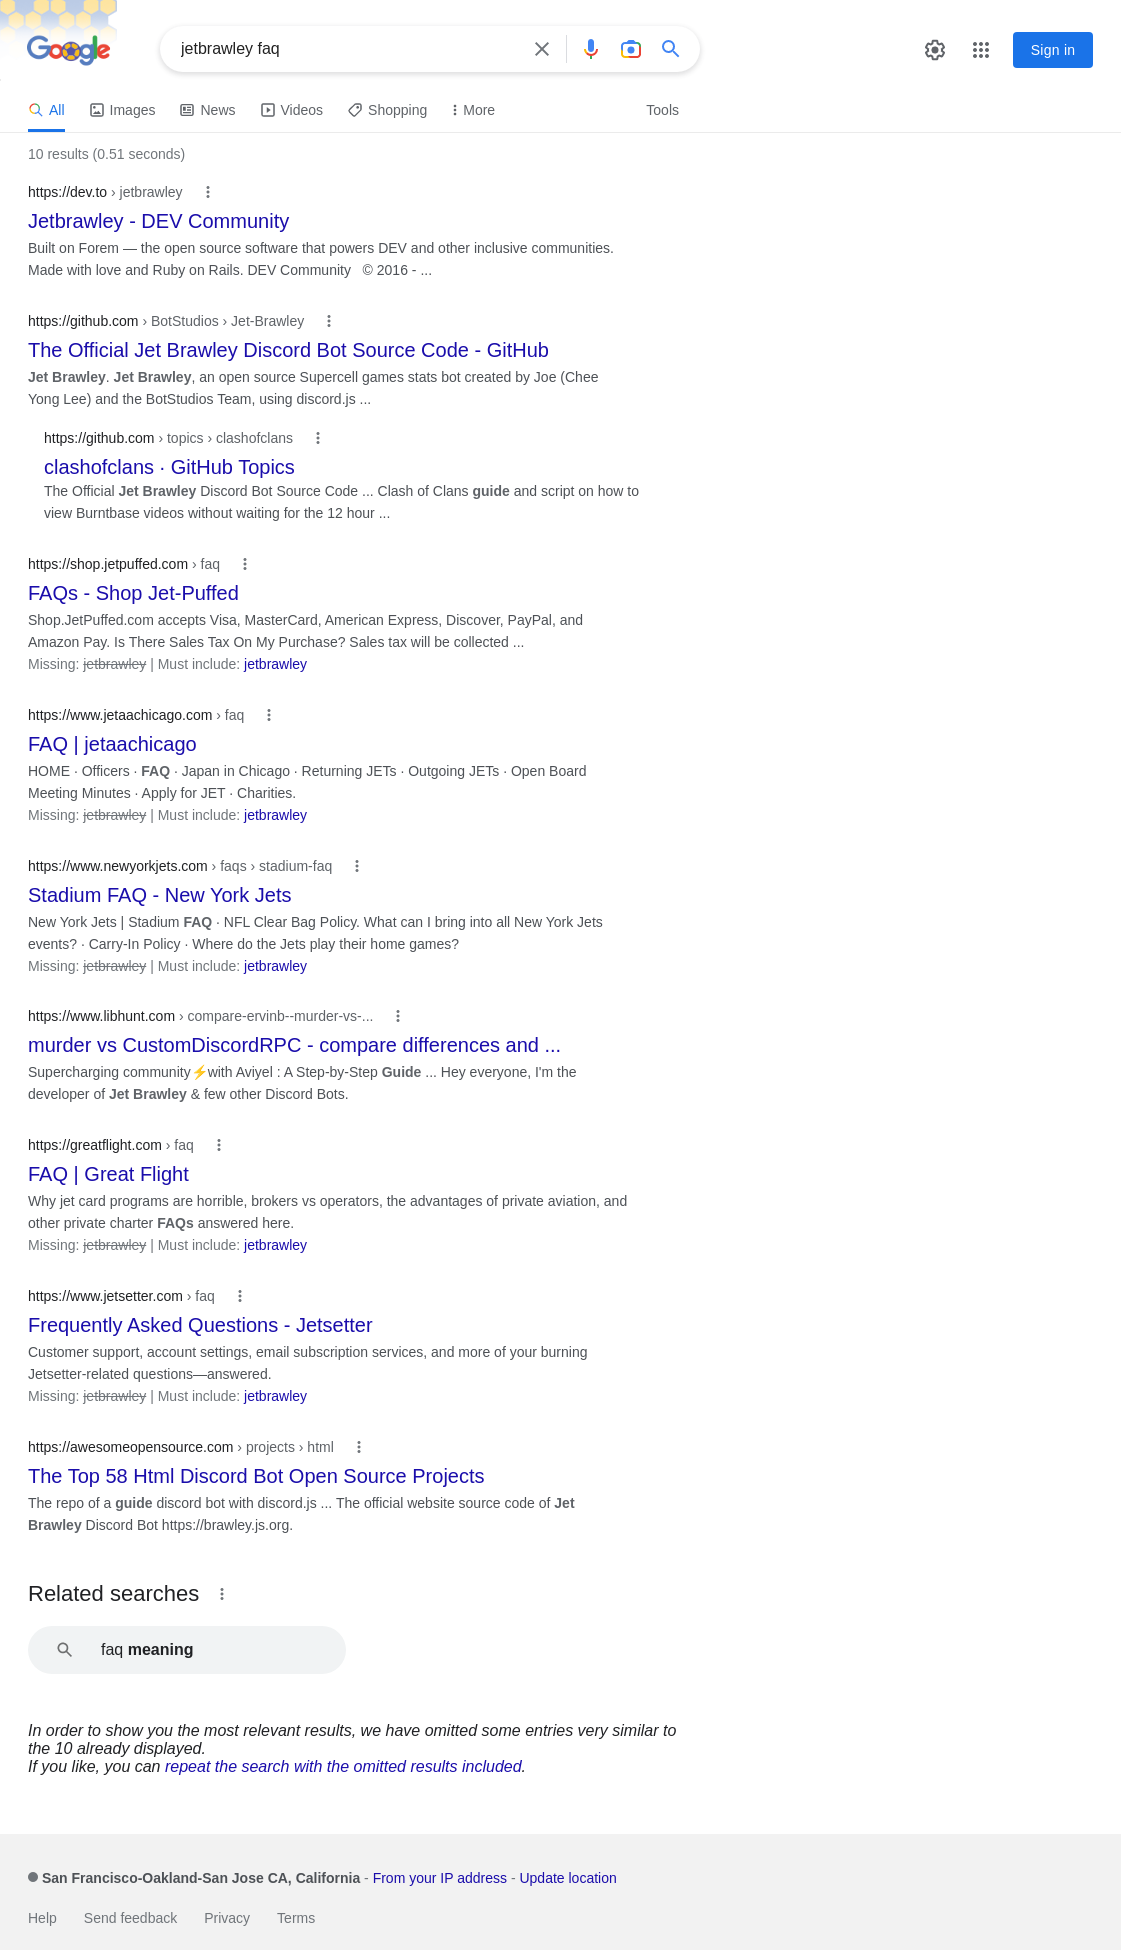 Google
jetbrawley faq
Sign in
All Images News Videos Shopping More Tools
10 results (0.51 seconds)
https://dev.to › jetbrawley
Jetbrawley - DEV Community
Built on Forem — the open source software that powers DEV and other inclusive communities.
Made with love and Ruby on Rails. DEV Community © 2016 - ...
https://github.com › BotStudios › Jet-Brawley
The Official Jet Brawley Discord Bot Source Code - GitHub
Jet Brawley. Jet Brawley, an open source Supercell games stats bot created by Joe (Chee
Yong Lee) and the BotStudios Team, using discord.js ...
https://github.com › topics › clashofclans
clashofclans · GitHub Topics
The Official Jet Brawley Discord Bot Source Code ... Clash of Clans guide and script on how to
view Burntbase videos without waiting for the 12 hour ...
https://shop.jetpuffed.com › faq
FAQs - Shop Jet-Puffed
Shop.JetPuffed.com accepts Visa, MasterCard, American Express, Discover, PayPal, and
Amazon Pay. Is There Sales Tax On My Purchase? Sales tax will be collected ...
Missing: jetbrawley | Must include: jetbrawley
https://www.jetaachicago.com › faq
FAQ | jetaachicago
HOME · Officers · FAQ · Japan in Chicago · Returning JETs · Outgoing JETs · Open Board
Meeting Minutes · Apply for JET · Charities.
Missing: jetbrawley | Must include: jetbrawley
https://www.newyorkjets.com › faqs › stadium-faq
Stadium FAQ - New York Jets
New York Jets | Stadium FAQ · NFL Clear Bag Policy. What can I bring into all New York Jets
events? · Carry-In Policy · Where do the Jets play their home games?
Missing: jetbrawley | Must include: jetbrawley
https://www.libhunt.com › compare-ervinb--murder-vs-...
murder vs CustomDiscordRPC - compare differences and ...
Supercharging community⚡with Aviyel : A Step-by-Step Guide ... Hey everyone, I'm the
developer of Jet Brawley & few other Discord Bots.
https://greatflight.com › faq
FAQ | Great Flight
Why jet card programs are horrible, brokers vs operators, the advantages of private aviation, and
other private charter FAQs answered here.
Missing: jetbrawley | Must include: jetbrawley
https://www.jetsetter.com › faq
Frequently Asked Questions - Jetsetter
Customer support, account settings, email subscription services, and more of your burning
Jetsetter-related questions—answered.
Missing: jetbrawley | Must include: jetbrawley
https://awesomeopensource.com › projects › html
The Top 58 Html Discord Bot Open Source Projects
The repo of a guide discord bot with discord.js ... The official website source code of Jet
Brawley Discord Bot https://brawley.js.org.
Related searches
faq meaning
In order to show you the most relevant results, we have omitted some entries very similar to
the 10 already displayed.
If you like, you can repeat the search with the omitted results included.
San Francisco-Oakland-San Jose CA, California - From your IP address - Update location
Help Send feedback Privacy Terms